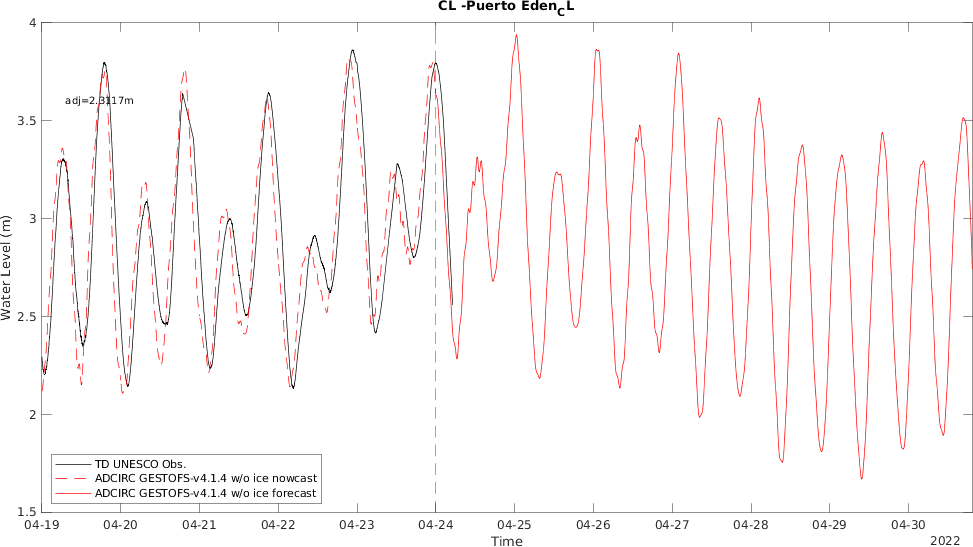 CL -Puerto Eden_CL
4
3.5
3
2.5
2
1.5
Water Level (m)
adj=2.3117m
TD UNESCO Obs.
ADCIRC GESTOFS-v4.1.4 w/o ice nowcast
ADCIRC GESTOFS-v4.1.4 w/o ice forecast
04-19 04-20 04-21 04-22 04-23 04-24 04-25 04-26 04-27 04-28 04-29 04-30
Time
2022